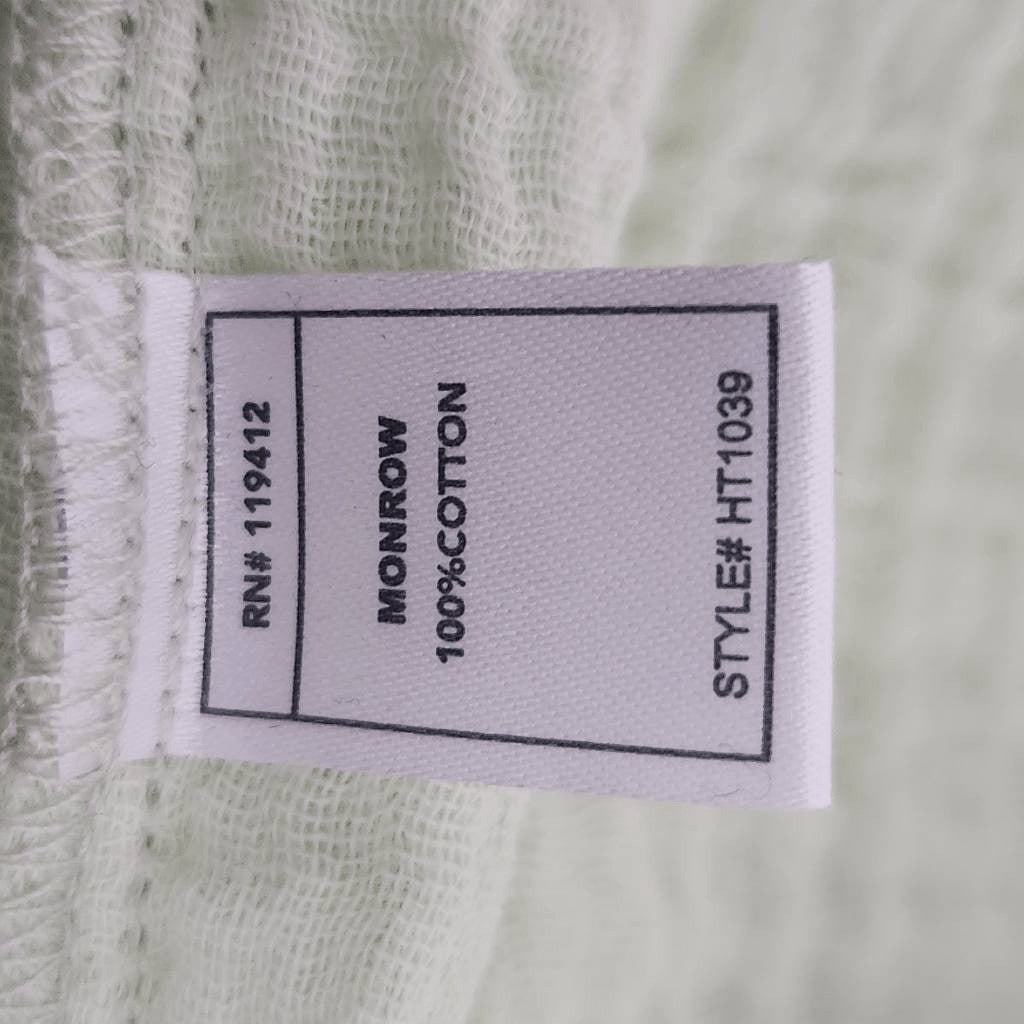 RN# 119412
MONROW
100%COTTON
STYLE# HT1039